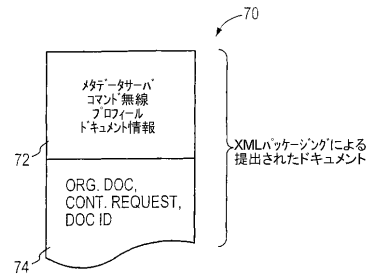 70
メタデータサーバ
コマンド無線
プロフィール
ドキュメント情報
72
XMLパッケージングによる
提出されたドキュメント
ORG. DOC,
CONT. REQUEST,
DOC ID
74